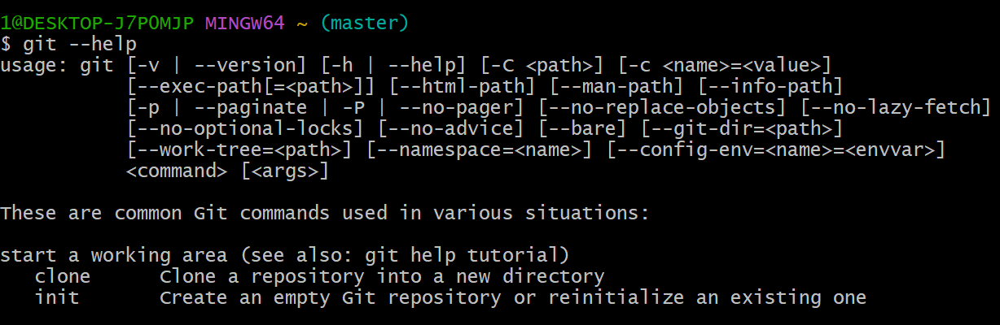 1@DESKTOP-J7P0MJP MINGW64 ~ (master)
$ git --help
usage: git [-v | --version] [-h | --help] [-C <path>] [-c <name>=<value>]
           [--exec-path[=<path>]] [--html-path] [--man-path] [--info-path]
           [-p | --paginate | -P | --no-pager] [--no-replace-objects] [--no-lazy-fetch]
           [--no-optional-locks] [--no-advice] [--bare] [--git-dir=<path>]
           [--work-tree=<path>] [--namespace=<name>] [--config-env=<name>=<envvar>]
           <command> [<args>]

These are common Git commands used in various situations:

start a working area (see also: git help tutorial)
   clone      Clone a repository into a new directory
   init       Create an empty Git repository or reinitialize an existing one